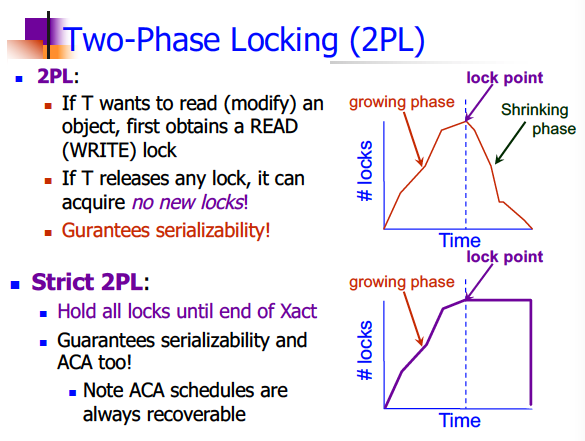 Two-Phase Locking (2PL)
2PL:
If T wants to read (modify) an
object, first obtains a READ
(WRITE) lock
If T releases any lock, it can
acquire no new locks!
Gurantees serializability!
Strict 2PL:
Hold all locks until end of Xact
Guarantees serializability and
ACA too!
Note ACA schedules are
always recoverable
lock point
growing phase
Shrinking
phase
# locks
Time
lock point
growing phase
# locks
Time